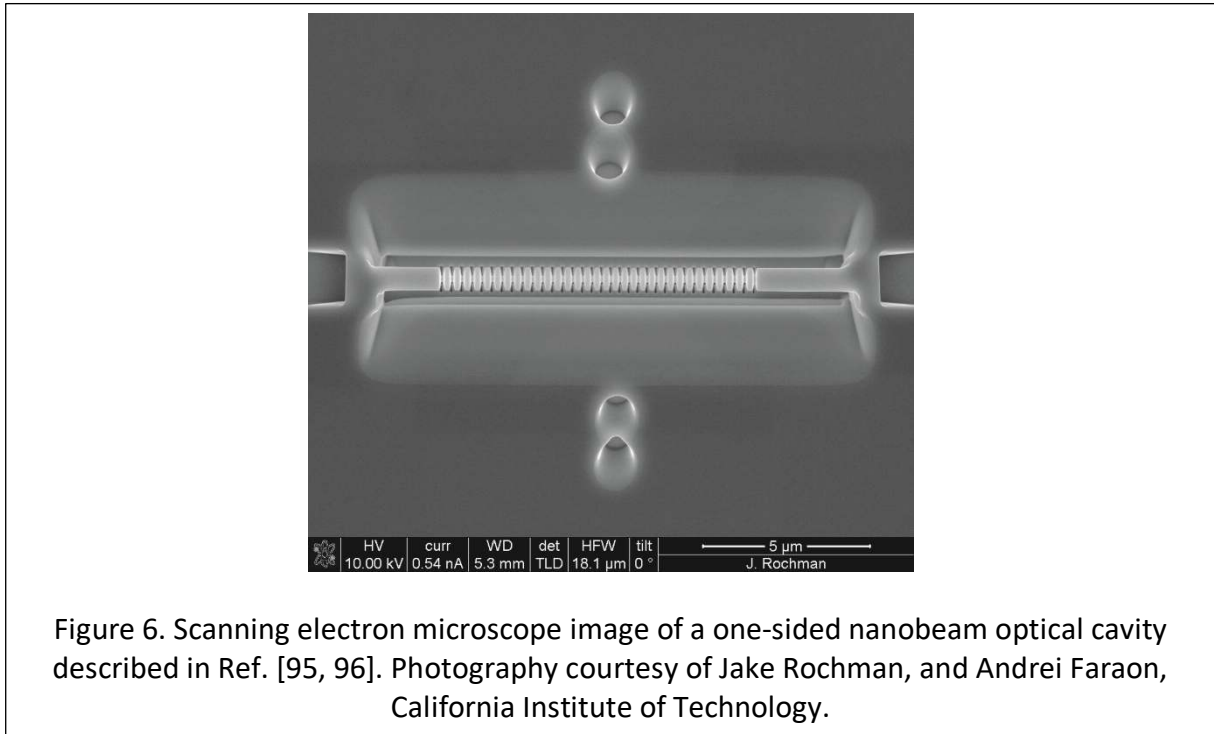 HV curr WD det HFW tilt
10.00 kV 0.54 nA 5.3 mm TLD 18.1 µm 0 °
5 µm
J. Rochman
Figure 6. Scanning electron microscope image of a one-sided nanobeam optical cavity
described in Ref. [95, 96]. Photography courtesy of Jake Rochman, and Andrei Faraon,
California Institute of Technology.